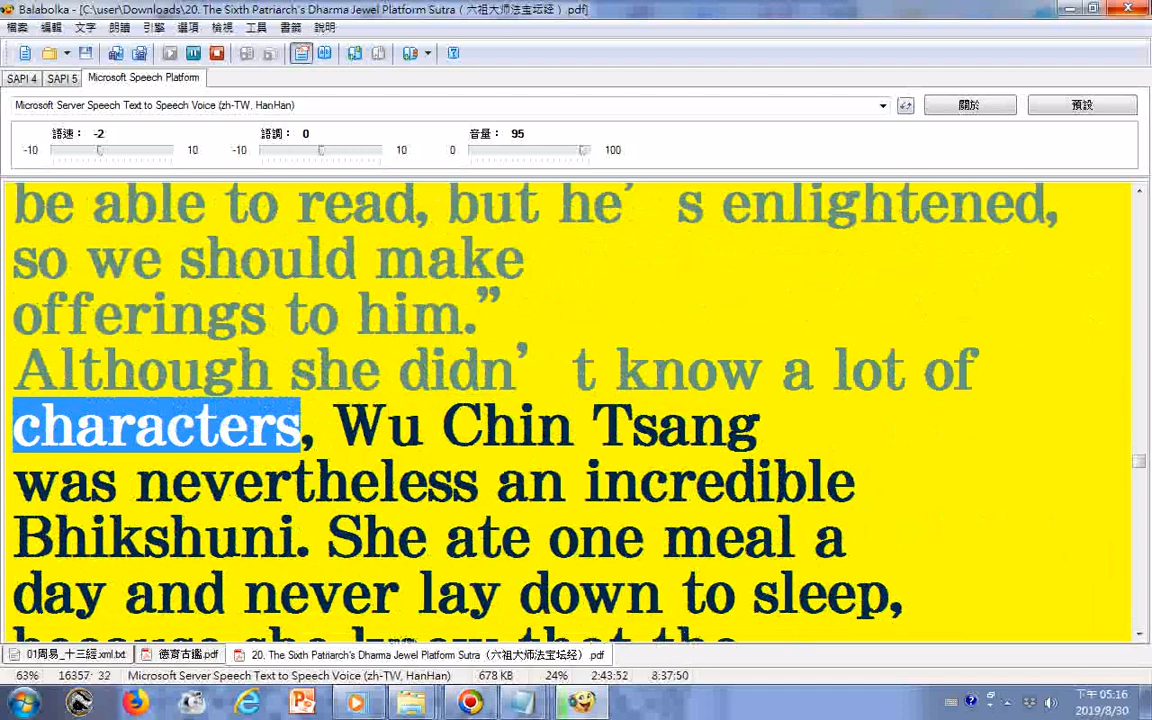 Balabolka - [C:\user\Downloads\20. The Sixth Patriarch's Dharma Jewel Platform Sutra（六祖大师法宝坛经）pdf]
檔案 編輯 文字 朗讀 引擎 選項 檢視 工具 書籤 說明
SAPI 4 SAPI 5 Microsoft Speech Platform
Microsoft Server Speech Text to Speech Voice (zh-TW, HanHan) 關於 預設
語速： -2 語調： 0 音量： 95
-10 10 -10 10 0 100
be able to read, but he’s enlightened,
so we should make
offerings to him.”
Although she didn’t know a lot of
characters, Wu Chin Tsang
was nevertheless an incredible
Bhikshuni. She ate one meal a
day and never lay down to sleep,
because she knew that the
01周易_十三經.xml.txt 德育古鑑.pdf 20. The Sixth Patriarch's Dharma Jewel Platform Sutra（六祖大师法宝坛经）.pdf
63% 16357: 32 Microsoft Server Speech Text to Speech Voice (zh-TW, HanHan) 678 KB 24% 2:43:52 8:37:50
下午 05:16
2019/8/30